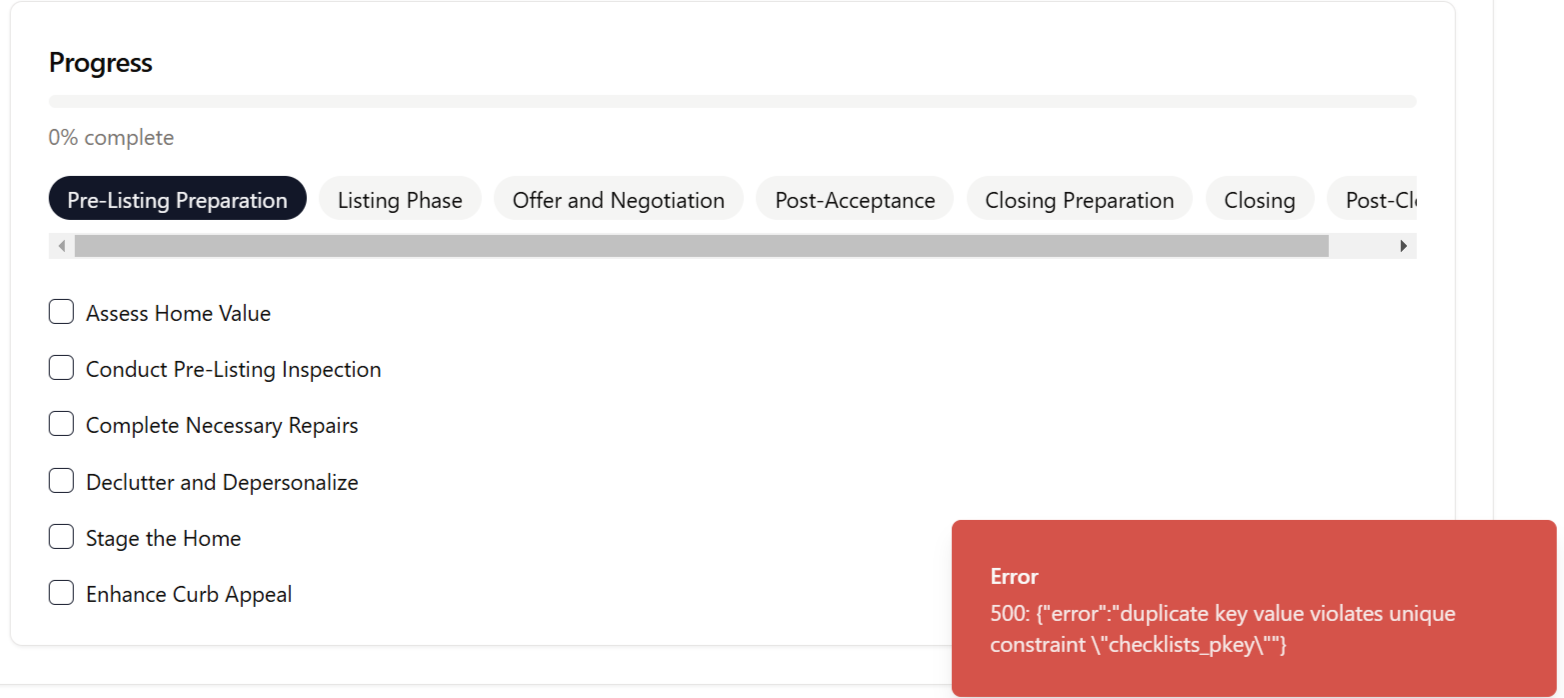 Progress
0% complete
Pre-Listing Preparation Listing Phase Offer and Negotiation Post-Acceptance Closing Preparation Closing Post-Cl
Assess Home Value
Conduct Pre-Listing Inspection
Complete Necessary Repairs
Declutter and Depersonalize
Stage the Home
Enhance Curb Appeal
Error
500: {"error":"duplicate key value violates unique
constraint \"checklists_pkey\""}